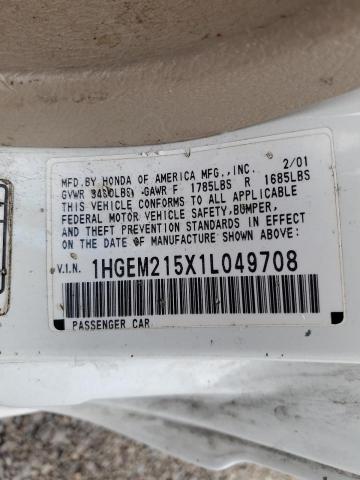 MFD.BY HONDA OF AMERICA MFG.,INC. 2/01
GVWR 3480LBS GAWR F 1785LBS R 1685LBS
THIS VEHICLE CONFORMS TO ALL APPLICABLE
FEDERAL MOTOR VEHICLE SAFETY,BUMPER,
AND THEFT PREVENTION STANDARDS IN EFFECT
ON THE DATE OF MANUFACTURE SHOWN ABOVE.
V.I.N. 1HGEM215X1L049708
PASSENGER CAR